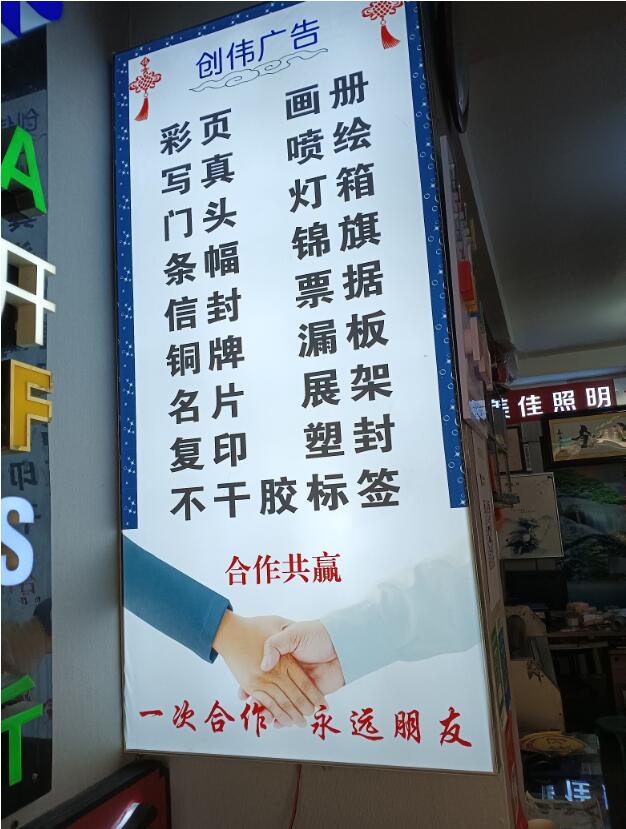 创伟广告
彩页 画册
写真 喷绘
门头 灯箱
条幅 锦旗
信封 票据
铜牌 漏板
名片 展架
复印 塑封
不干胶标签
合作共赢
一次合作 永远朋友
A
F
S
佳照明